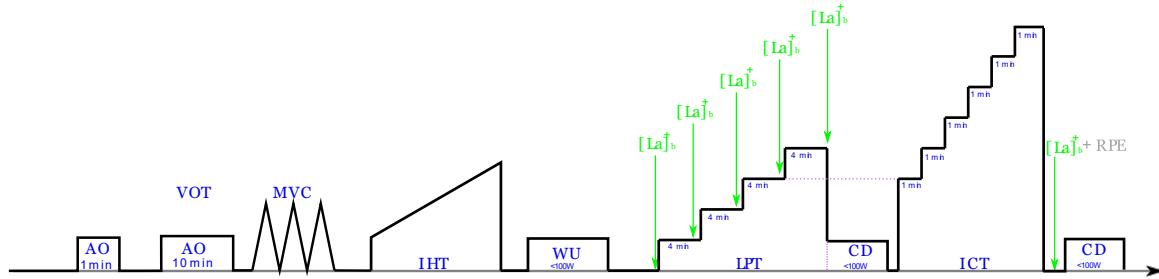 [La]⁺b
[La]⁺b
[La]⁺b
[La]⁺b
[La]⁺b
[La]⁺b + RPE
VOT
MVC
AO
1 min
AO
10 min
IHT
WU
<100W
4 min
4 min
4 min
4 min
LPT
CD
<100W
1 min
1 min
1 min
1 min
1 min
1 min
ICT
CD
<100W